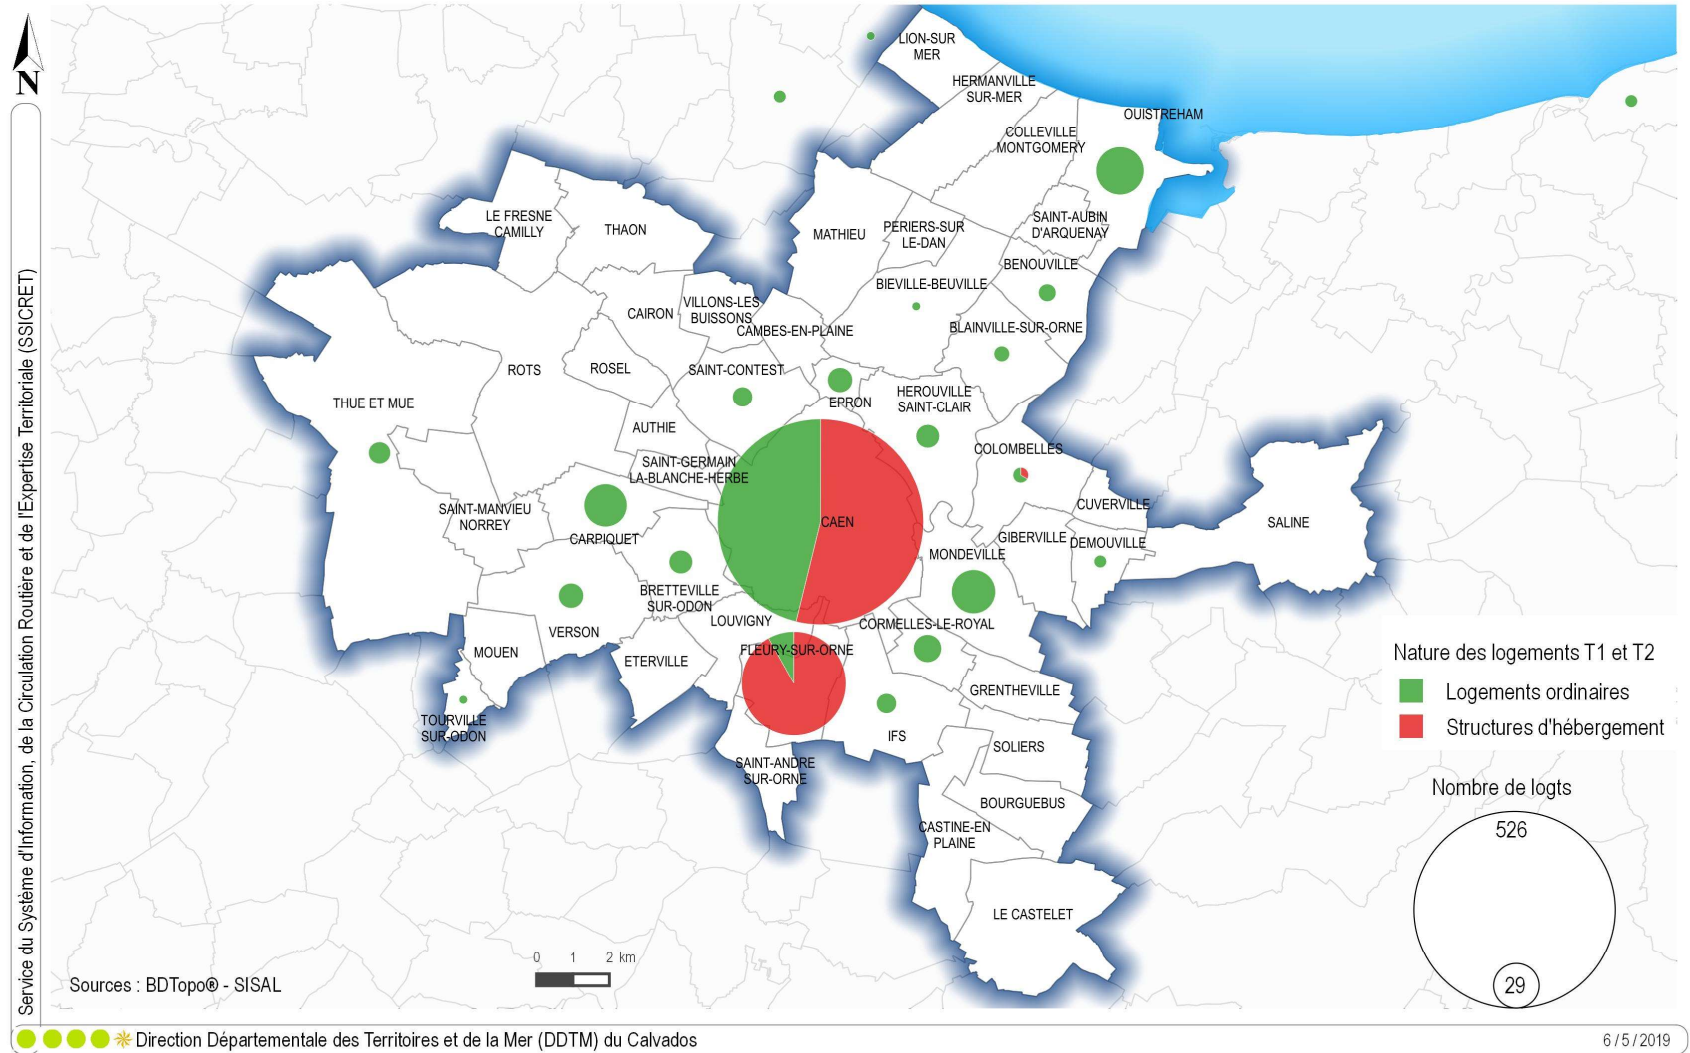 N
Service du Système d'Information, de la Circulation Routière et de l'Expertise Territoriale (SSICRET)
LION-SUR
MER
HERMANVILLE
SUR-MER
OUISTREHAM
COLLEVILLE
MONTGOMERY
LE FRESNE
CAMILLY
THAON
MATHIEU
PERIERS-SUR
LE-DAN
SAINT-AUBIN
D'ARQUENAY
BENOUVILLE
BIEVILLE-BEUVILLE
CAIRON
VILLONS-LES
BUISSONS
CAMBES-EN-PLAINE
BLAINVILLE-SUR-ORNE
ROTS
ROSEL
SAINT-CONTEST
THUE ET MUE
EPRON
HEROUVILLE
SAINT-CLAIR
AUTHIE
COLOMBELLES
SAINT-GERMAIN
LA-BLANCHE-HERBE
SAINT-MANVIEU
NORREY
CAEN
CUVERVILLE
SALINE
CARPIQUET
GIBERVILLE
DEMOUVILLE
MONDEVILLE
BRETTEVILLE
SUR-ODON
VERSON
LOUVIGNY
CORMELLES-LE-ROYAL
MOUEN
ETERVILLE
FLEURY-SUR-ORNE
GRENTHEVILLE
TOURVILLE
SUR-ODON
IFS
SOLIERS
SAINT-ANDRE
SUR-ORNE
BOURGUEBUS
CASTINE-EN
PLAINE
LE CASTELET
Nature des logements T1 et T2
Logements ordinaires
Structures d'hébergement
Nombre de logts
526
29
0 1 2 km
Sources : BDTopo® - SISAL
Direction Départementale des Territoires et de la Mer (DDTM) du Calvados
6 / 5 / 2019